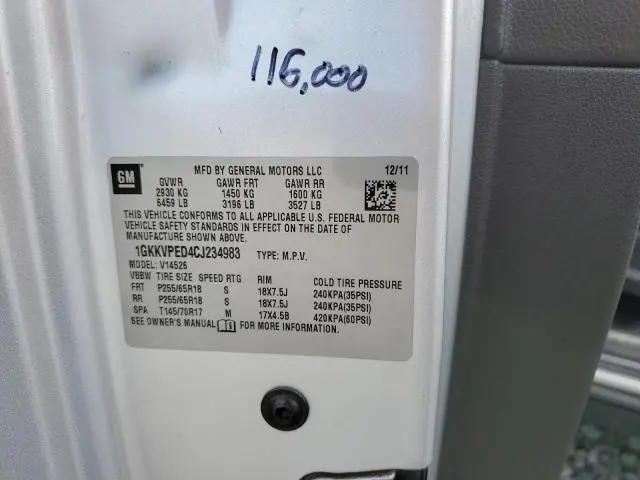 116,000
GM
MFD BY GENERAL MOTORS LLC 12/11
GVWR GAWR FRT GAWR RR
2930 KG 1450 KG 1600 KG
6459 LB 3196 LB 3527 LB
THIS VEHICLE CONFORMS TO ALL APPLICABLE U.S. FEDERAL MOTOR
VEHICLE SAFETY STANDARDS IN EFFECT ON THE DATE OF
MANUFACTURE SHOWN ABOVE.
1GKKVPED4CJ234983 TYPE: M.P.V.
MODEL: V14526
VBBW TIRE SIZE SPEED RTG RIM COLD TIRE PRESSURE
FRT P255/65R18 S 18X7.5J 240KPA(35PSI)
RR P255/65R18 S 18X7.5J 240KPA(35PSI)
SPA T145/70R17 M 17X4.5B 420KPA(60PSI)
SEE OWNER'S MANUAL FOR MORE INFORMATION.